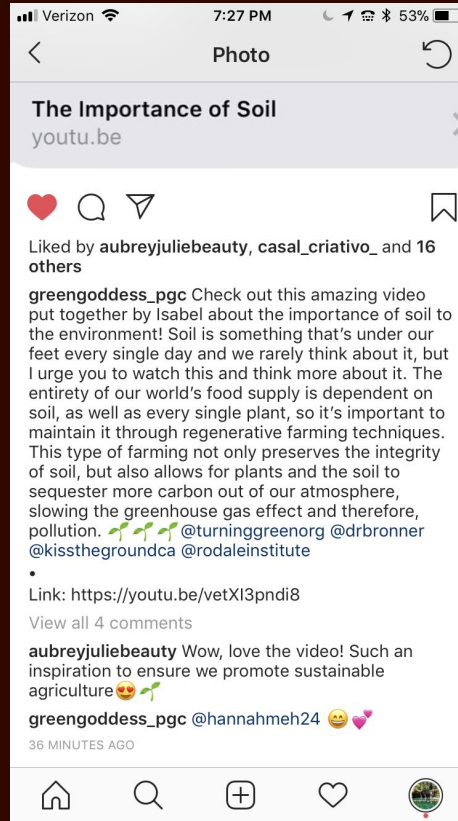 Verizon 7:27 PM 53%
Photo
The Importance of Soil
youtu.be
Liked by aubreyjuliebeauty, casal_criativo_ and 16
others
greengoddess_pgc Check out this amazing video
put together by Isabel about the importance of soil to
the environment! Soil is something that's under our
feet every single day and we rarely think about it, but
I urge you to watch this and think more about it. The
entirety of our world's food supply is dependent on
soil, as well as every single plant, so it's important to
maintain it through regenerative farming techniques.
This type of farming not only preserves the integrity
of soil, but also allows for plants and the soil to
sequester more carbon out of our atmosphere,
slowing the greenhouse gas effect and therefore,
pollution. 🌱🌱🌱@turninggreenorg @drbronner
@kissthegroundca @rodaleinstitute
•
Link: https://youtu.be/vetXI3pndi8
View all 4 comments
aubreyjuliebeauty Wow, love the video! Such an
inspiration to ensure we promote sustainable
agriculture😍🌱
greengoddess_pgc @hannahmeh24 😄💕
36 MINUTES AGO